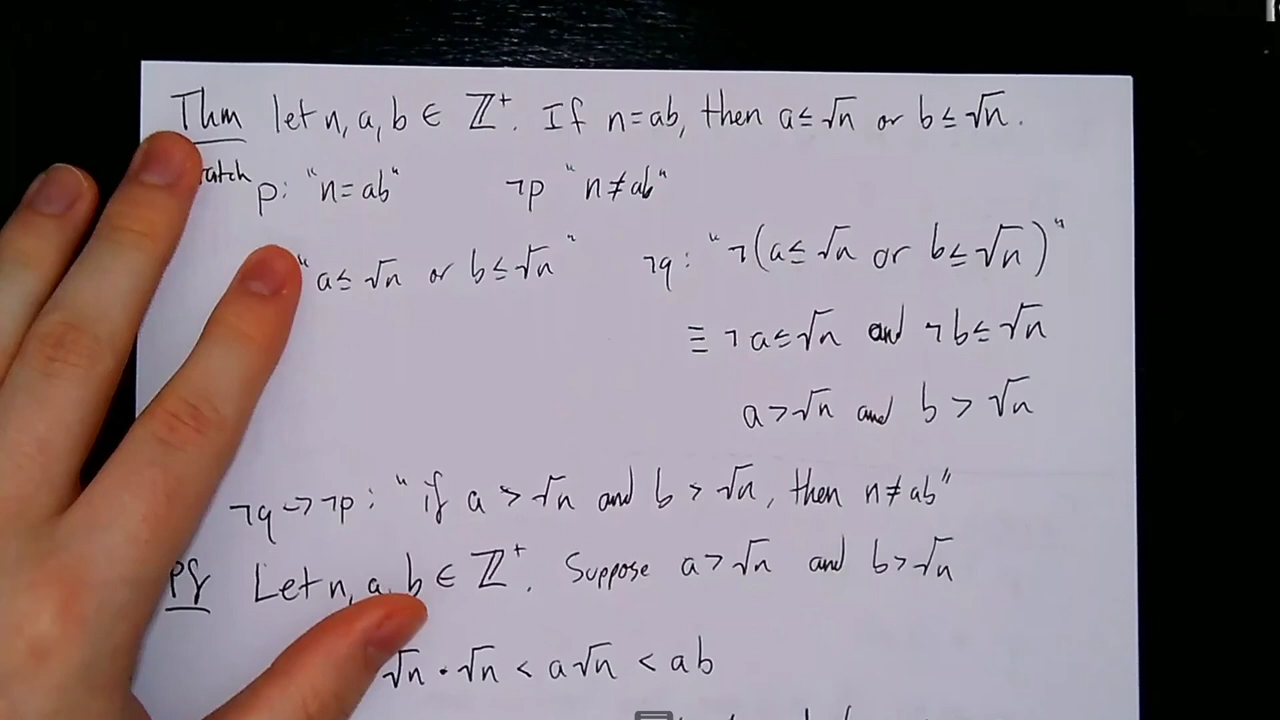 Thm let n, a, b ∈ ℤ⁺. If n=ab, then a≤√n or b≤√n.
p: "n=ab" ¬p "n≠ab"
"a≤√n or b≤√n" ¬q: "¬(a≤√n or b≤√n)"
≡ ¬a≤√n and ¬b≤√n
a>√n and b>√n
¬q→¬p: "if a>√n and b>√n, then n≠ab"
Pf Let n, a, b ∈ ℤ⁺. Suppose a>√n and b>√n
√n·√n < a√n < ab